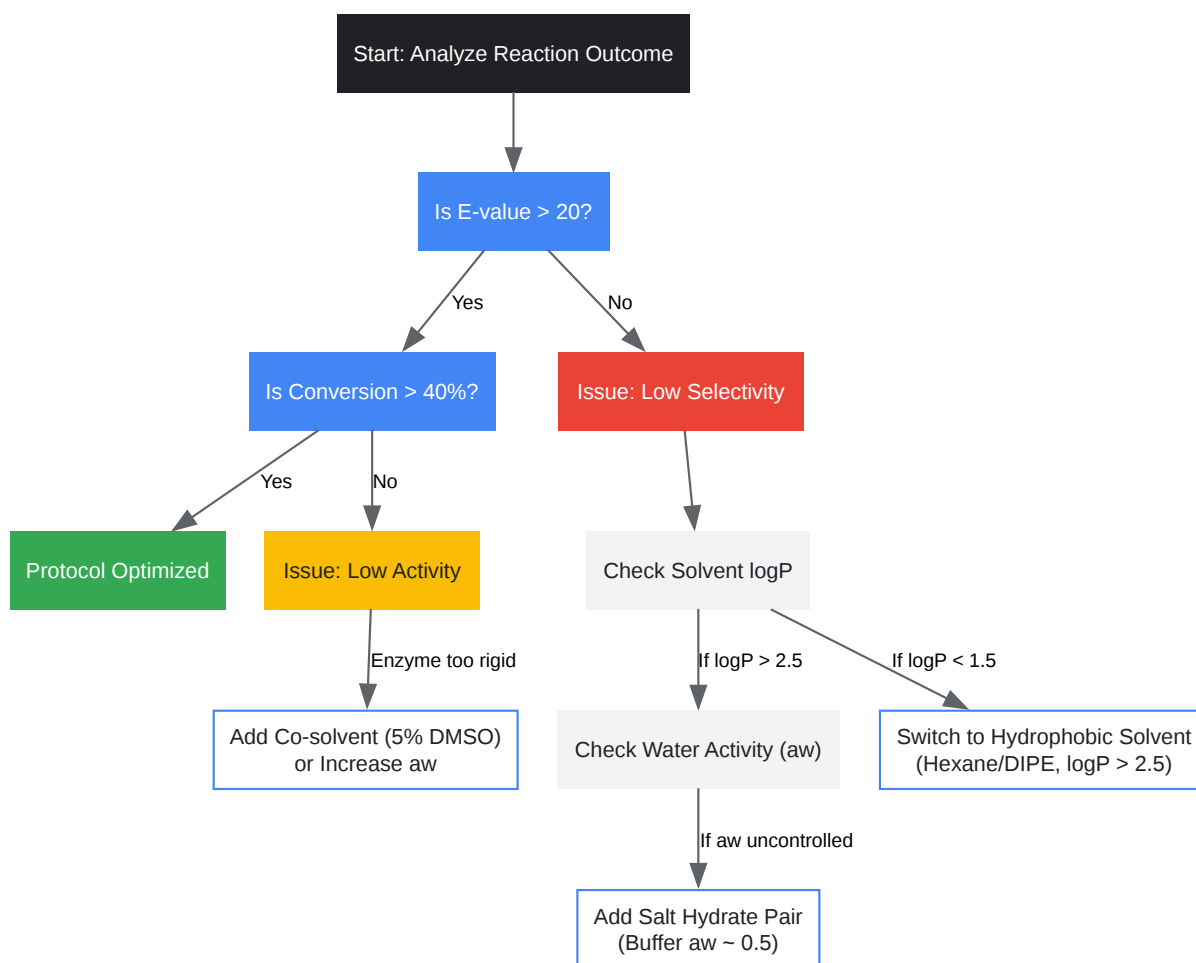 Start: Analyze Reaction Outcome
Is E-value > 20?
Yes
No
Is Conversion > 40%?
Issue: Low Selectivity
Yes
No
Protocol Optimized
Issue: Low Activity
Check Solvent logP
Enzyme too rigid
If logP > 2.5
If logP < 1.5
Add Co-solvent (5% DMSO)
or Increase aw
Check Water Activity (aw)
Switch to Hydrophobic Solvent
(Hexane/DIPE, logP > 2.5)
If aw uncontrolled
Add Salt Hydrate Pair
(Buffer aw ~ 0.5)